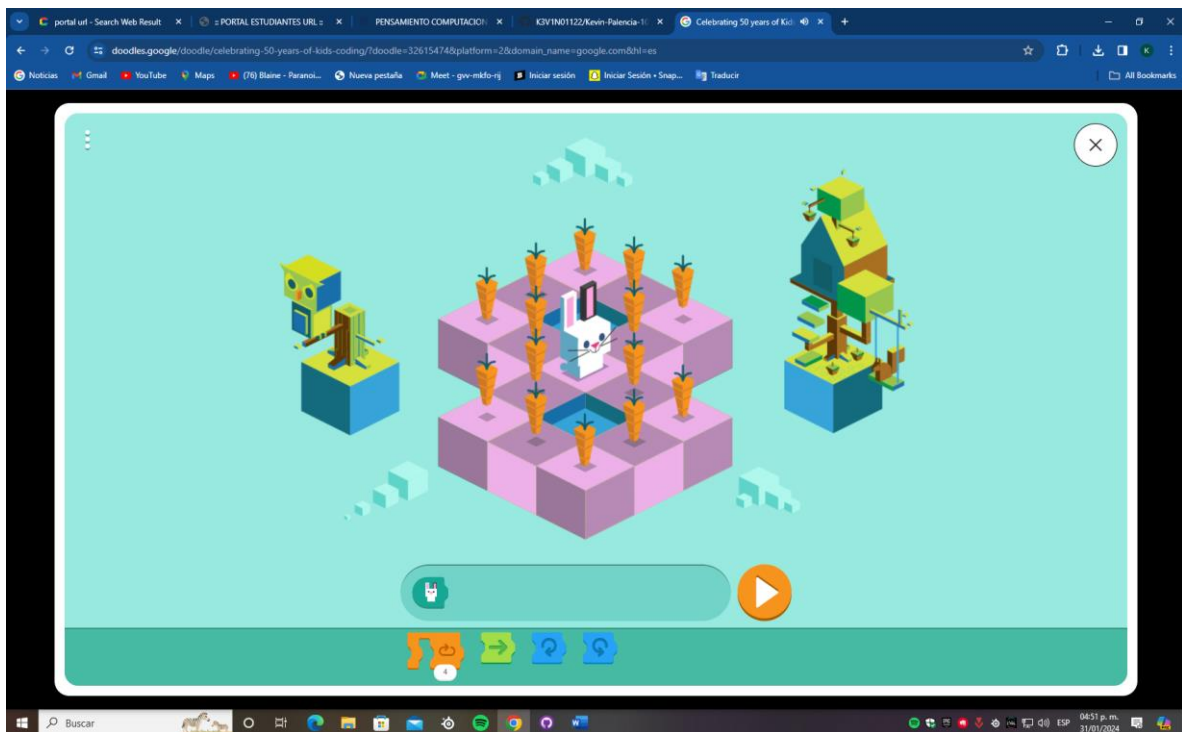 portal url - Search Web Result
:: PORTAL ESTUDIANTES URL ::
PENSAMIENTO COMPUTACION
K3V1N01122/Kevin-Palencia-1
Celebrating 50 years of Kid
doodles.google/doodle/celebrating-50-years-of-kids-coding/?doodle=32615474&platform=2&domain_name=google.com&hl=es
K
Noticias
Gmail
YouTube
Maps
(76) Blaine - Paranoi...
Nueva pestaña
Meet - gvv-mkfo-rij
Iniciar sesión
Iniciar Sesión • Snap...
Traducir
All Bookmarks
4
Buscar
ESP
04:51 p. m.
31/01/2024